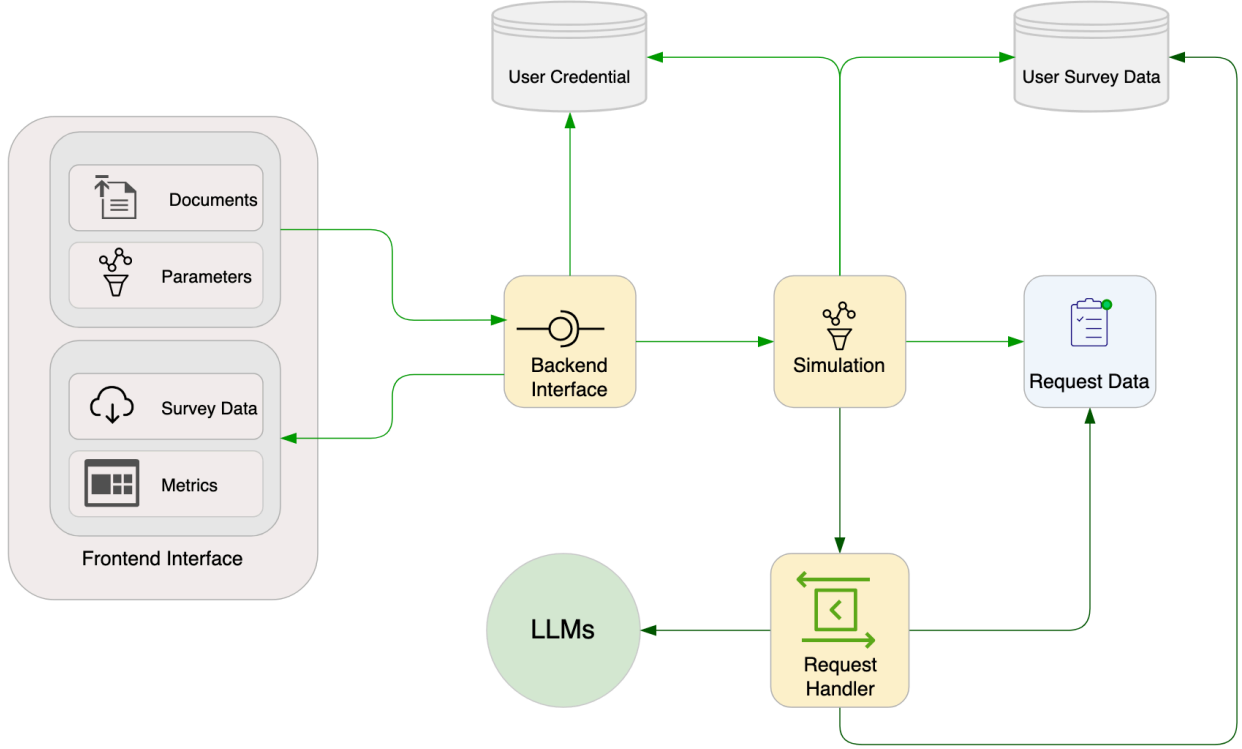 User Credential
User Survey Data
Documents
Parameters
Survey Data
Metrics
Frontend Interface
Backend
Interface
Simulation
Request Data
LLMs
Request
Handler